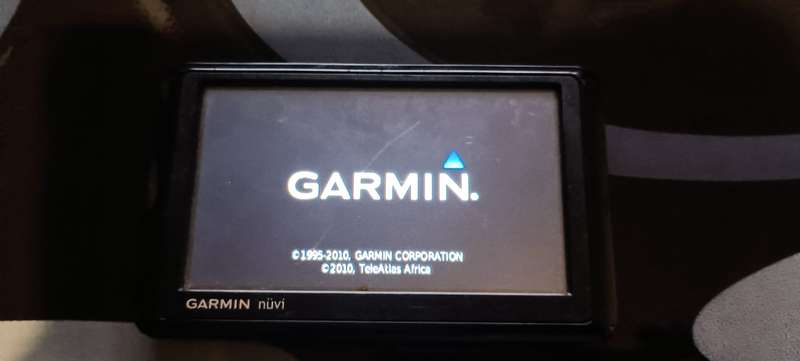 GARMIN.
©1995-2010, GARMIN CORPORATION
©2010, TeleAtlas Africa
GARMIN nüvi